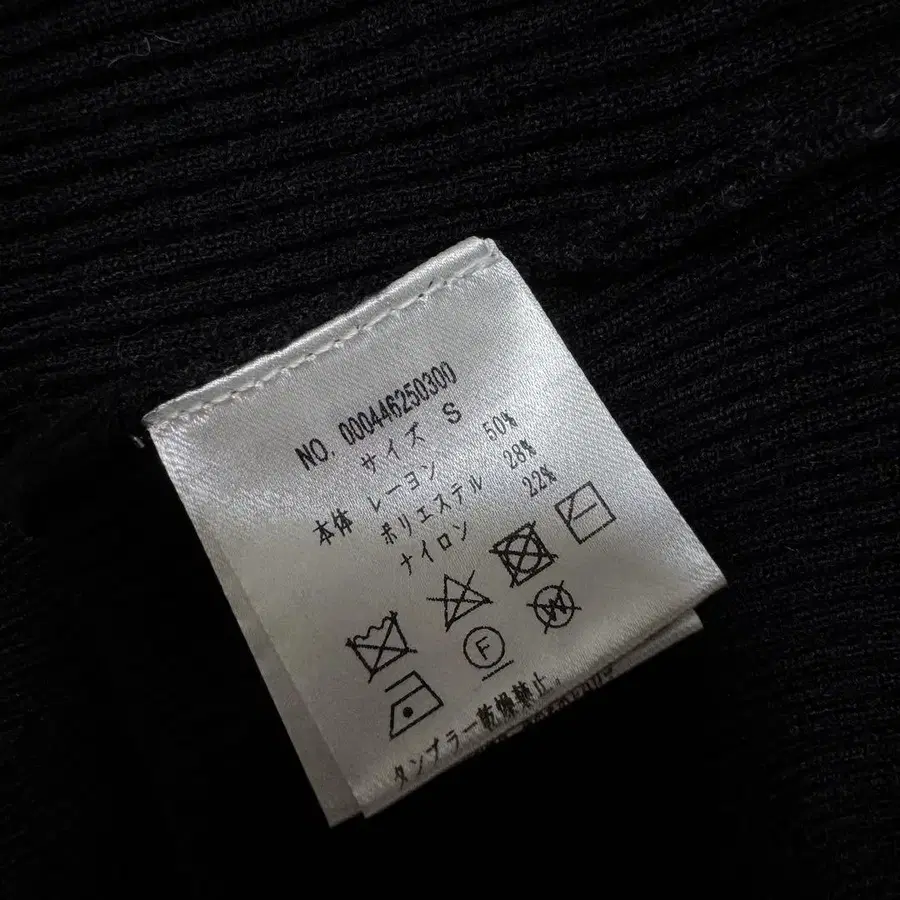 NO. 000446250300
サイズ S
本体 レーヨン 50%
ポリエステル 28%
ナイロン 22%
F
W
タンブラー乾燥禁止。